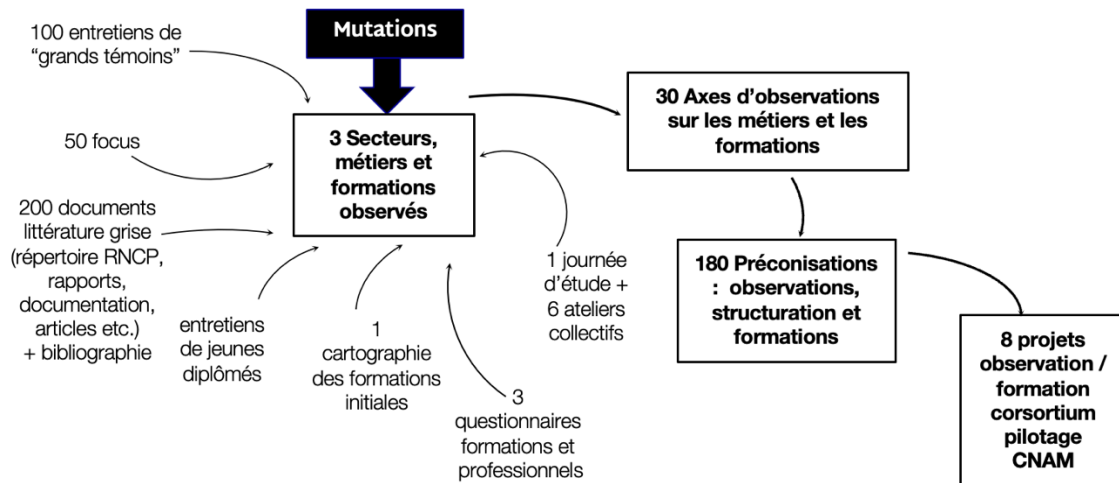 100 entretiens de
“grands témoins”
Mutations
50 focus
3 Secteurs,
métiers et
formations
observés
30 Axes d’observations
sur les métiers et les
formations
200 documents
littérature grise
(répertoire RNCP,
rapports,
documentation,
articles etc.)
+ bibliographie
entretiens
de jeunes
diplômés
1
cartographie
des formations
initiales
3
questionnaires
formations et
professionnels
1 journée
d’étude +
6 ateliers
collectifs
180 Préconisations
: observations,
structuration et
formations
8 projets
observation /
formation
consortium
pilotage
CNAM